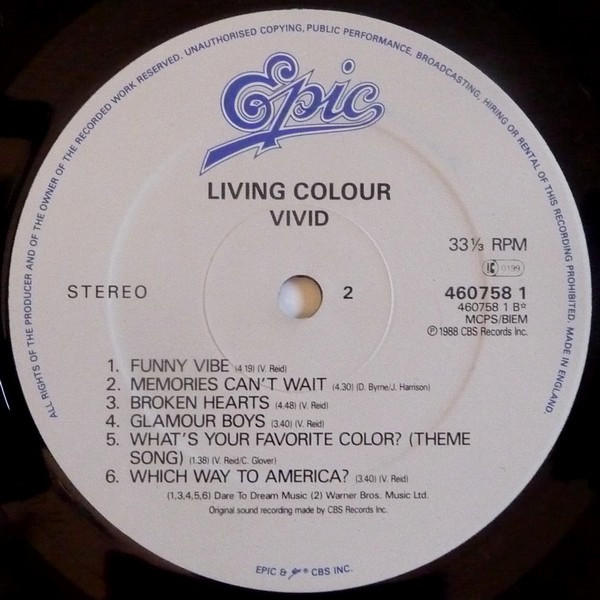 ALL RIGHTS OF THE PRODUCER AND OF THE OWNER OF THE RECORDED WORK RESERVED. UNAUTHORISED COPYING, PUBLIC PERFORMANCE, BROADCASTING, HIRING OR RENTAL OF THIS RECORDING PROHIBITED. MADE IN ENGLAND.
Epic
LIVING COLOUR
VIVID
33⅓ RPM
0199
STEREO
2
460758 1
460758 1 B☆
MCPS/BIEM
℗1988 CBS Records Inc.
1. FUNNY VIBE (4.19) (V. Reid)
2. MEMORIES CAN'T WAIT (4.30) (D. Byrne/J. Harrison)
3. BROKEN HEARTS (4.48) (V. Reid)
4. GLAMOUR BOYS (3.40) (V. Reid)
5. WHAT'S YOUR FAVORITE COLOR? (THEME
SONG) (1.38) (V. Reid/C. Glover)
6. WHICH WAY TO AMERICA? (3.40) (V. Reid)
(1,3,4,5,6) Dare To Dream Music (2) Warner Bros. Music Ltd.
Original sound recording made by CBS Records Inc.
EPIC & ® CBS INC.